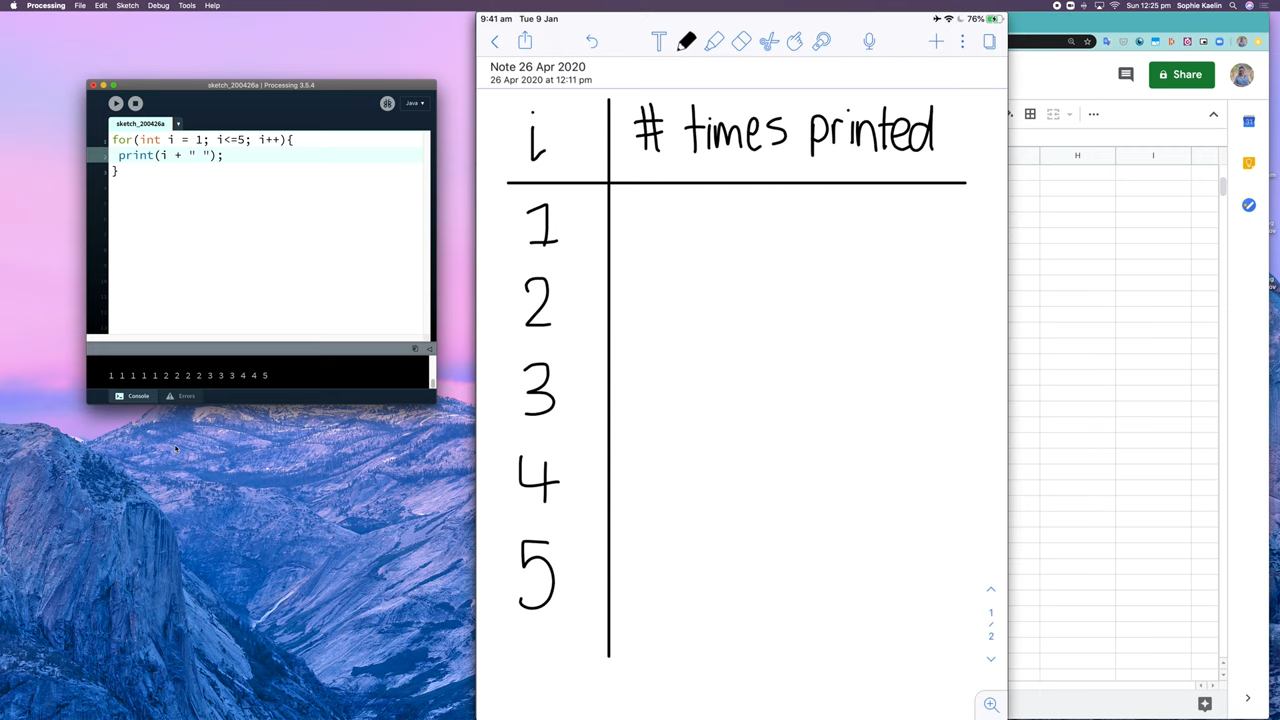 Processing File Edit Sketch Debug Tools Help
Sun 12:25 pm Sophie Kaelin
sketch_200426a | Processing 3.5.4
Java ▾
sketch_200426a
for(int i = 1; i<=5; i++){
print(i + " ");
}
1 1 1 1 1 2 2 2 2 3 3 3 4 4 5
Console Errors
9:41 am Tue 9 Jan
76%
Note 26 Apr 2020
26 Apr 2020 at 12:11 pm
i # times printed
1
2
3
4
5
1
/
2
Share
31
H I